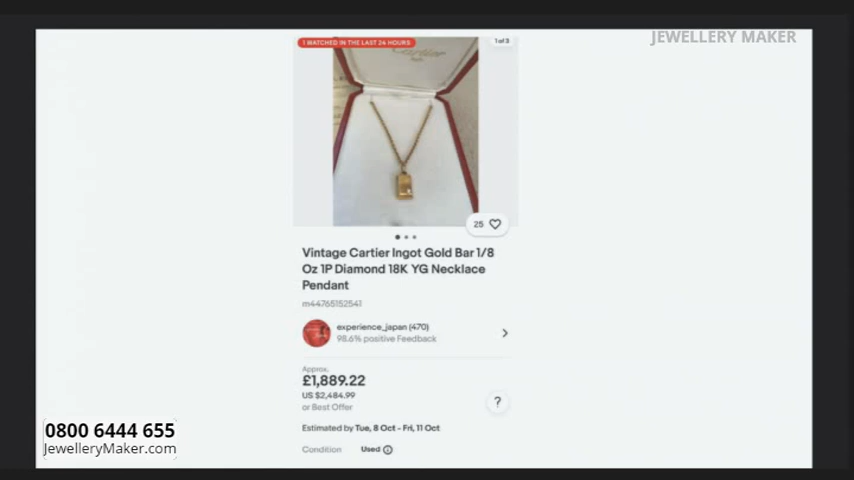 JEWELLERY MAKER
1 WATCHED IN THE LAST 24 HOURS
1 of 3
Cartier
25
Vintage Cartier Ingot Gold Bar 1/8
Oz 1P Diamond 18K YG Necklace
Pendant
m44765152541
experience_japan (470)
98.6% positive Feedback
Approx.
£1,889.22
US $2,484.99
or Best Offer
?
Estimated by Tue, 8 Oct - Fri, 11 Oct
Condition Used
0800 6444 655
JewelleryMaker.com